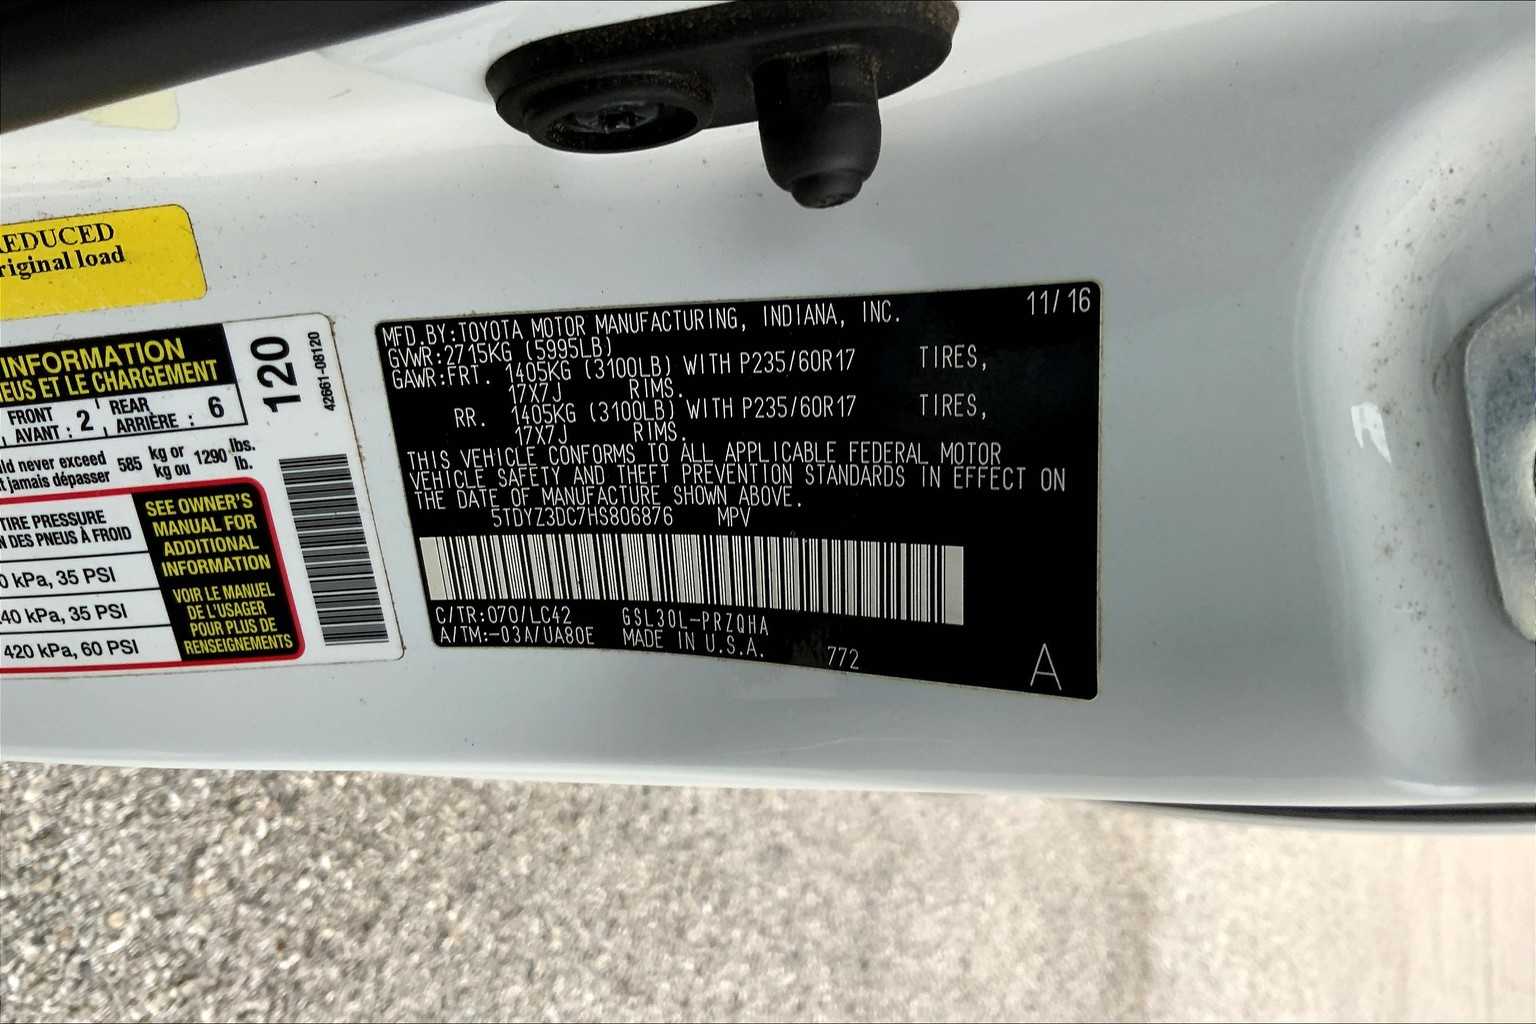 REDUCED
original load
INFORMATION
PNEUS ET LE CHARGEMENT
FRONT
AVANT : 2 , REAR
ARRIÈRE : 6
never exceed
jamais dépasser 585 kg or
kg ou 1290 lbs.
lb.
TIRE PRESSURE
DES PNEUS À FROID
kPa, 35 PSI
kPa, 35 PSI
420 kPa, 60 PSI
SEE OWNER'S
MANUAL FOR
ADDITIONAL
INFORMATION
VOIR LE MANUEL
DE L'USAGER
POUR PLUS DE
RENSEIGNEMENTS
120
42661-08120
MFD.BY:TOYOTA MOTOR MANUFACTURING, INDIANA, INC. 11/16
GVWR:2715KG (5995LB)
GAWR:FRT. 1405KG (3100LB) WITH P235/60R17 TIRES,
17X7J RIMS.
RR. 1405KG (3100LB) WITH P235/60R17 TIRES,
17X7J RIMS.
THIS VEHICLE CONFORMS TO ALL APPLICABLE FEDERAL MOTOR
VEHICLE SAFETY AND THEFT PREVENTION STANDARDS IN EFFECT ON
THE DATE OF MANUFACTURE SHOWN ABOVE.
5TDYZ3DC7HS806876 MPV
C/TR:070/LC42 GSL30L-PRZQHA
A/TM:-03A/UA80E MADE IN U.S.A. 772
A